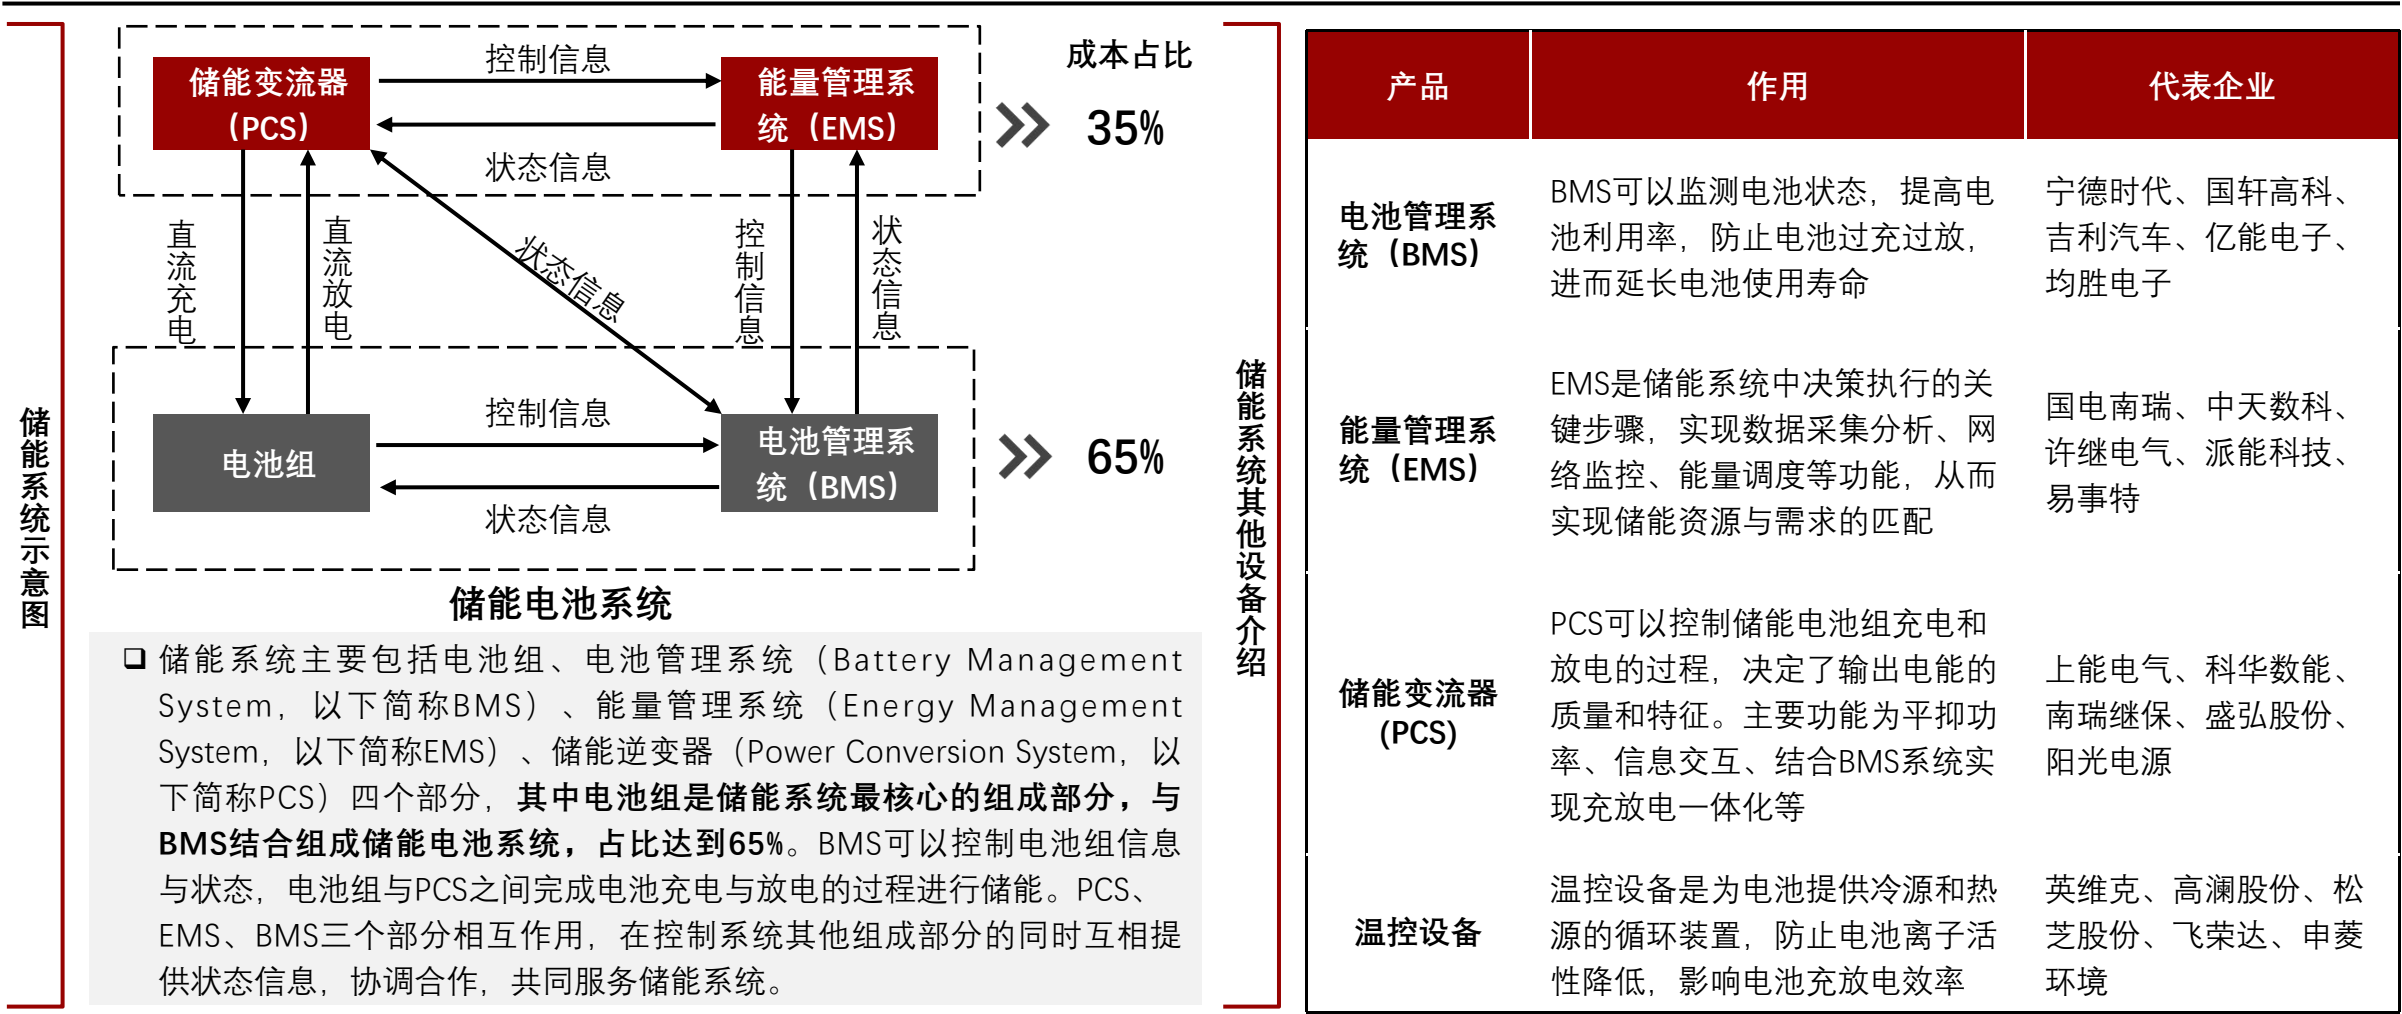 储能系统示意图
储能变流器
（PCS）
控制信息
状态信息
能量管理系
统（EMS）
成本占比
35%
直流充电
直流放电
状态信息
控制信息
状态信息
电池组
控制信息
状态信息
电池管理系
统（BMS）
65%
储能电池系统
储能系统主要包括电池组、电池管理系统（Battery Management
System，以下简称BMS）、能量管理系统（Energy Management
System，以下简称EMS）、储能逆变器（Power Conversion System，以
下简称PCS）四个部分，其中电池组是储能系统最核心的组成部分，与
BMS结合组成储能电池系统，占比达到65%。BMS可以控制电池组信息
与状态，电池组与PCS之间完成电池充电与放电的过程进行储能。PCS、
EMS、BMS三个部分相互作用，在控制系统其他组成部分的同时互相提
供状态信息，协调合作，共同服务储能系统。
储能系统其他设备介绍
产品
作用
代表企业
电池管理系
统（BMS）
BMS可以监测电池状态，提高电
池利用率，防止电池过充过放，
进而延长电池使用寿命
宁德时代、国轩高科、
吉利汽车、亿能电子、
均胜电子
能量管理系
统（EMS）
EMS是储能系统中决策执行的关
键步骤，实现数据采集分析、网
络监控、能量调度等功能，从而
实现储能资源与需求的匹配
国电南瑞、中天数科、
许继电气、派能科技、
易事特
储能变流器
(PCS)
PCS可以控制储能电池组充电和
放电的过程，决定了输出电能的
质量和特征。主要功能为平抑功
率、信息交互、结合BMS系统实
现充放电一体化等
上能电气、科华数能、
南瑞继保、盛弘股份、
阳光电源
温控设备
温控设备是为电池提供冷源和热
源的循环装置，防止电池离子活
性降低，影响电池充放电效率
英维克、高澜股份、松
芝股份、飞荣达、申菱
环境